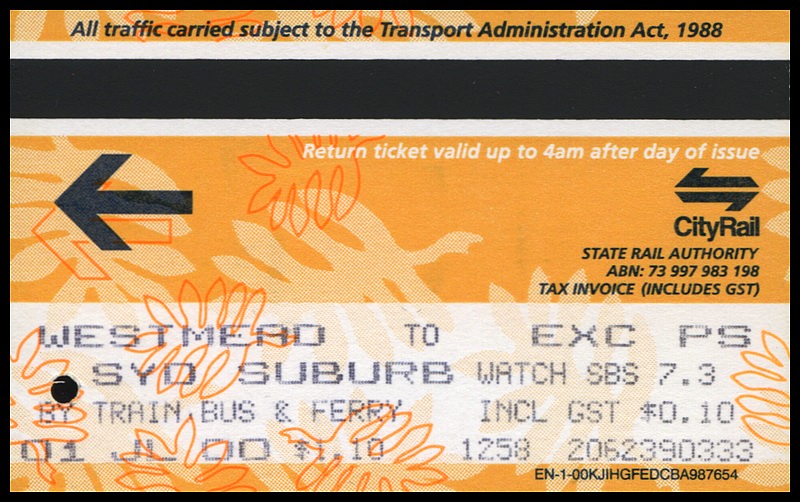 All traffic carried subject to the Transport Administration Act, 1988
Return ticket valid up to 4am after day of issue
CityRail
STATE RAIL AUTHORITY
ABN: 73 997 983 198
TAX INVOICE (INCLUDES GST)
WESTMEAD TO EXC PS
SYD SUBURB WATCH SBS 7.3
BY TRAIN,BUS & FERRY INCL GST $0.10
01 JL 00 $1.10 1258 2062390333
EN-1-00KJIHGFEDCBA987654